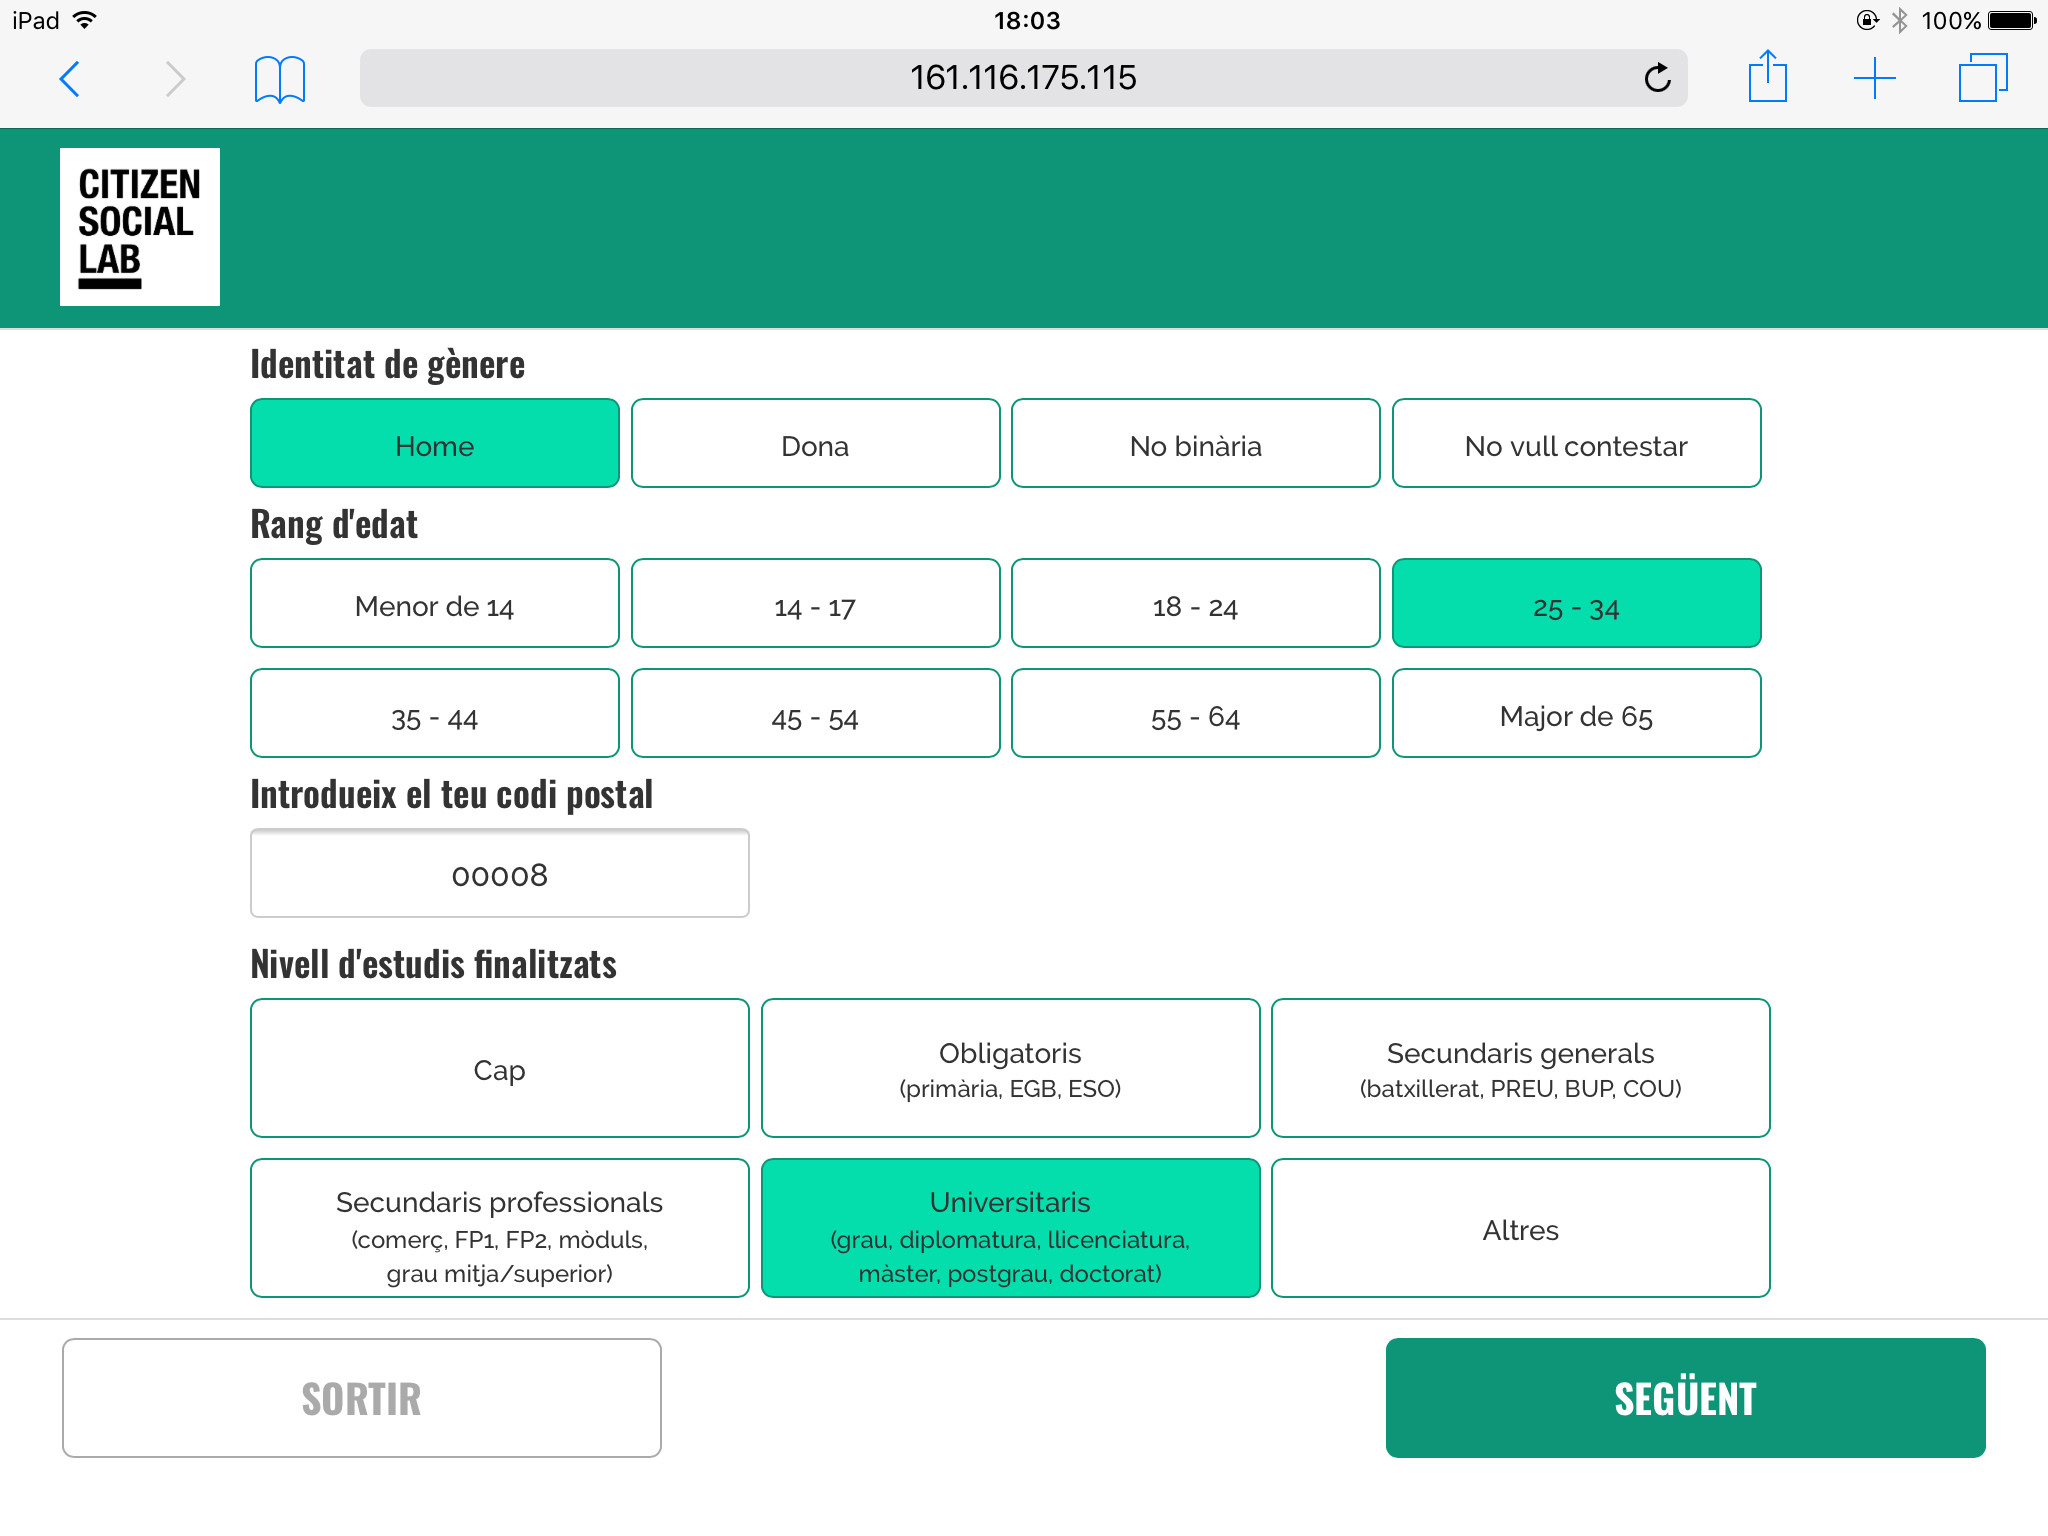 iPad 18:03 100%
161.116.175.115
CITIZEN
SOCIAL
LAB
Identitat de gènere
Home Dona No binària No vull contestar
Rang d'edat
Menor de 14 14 - 17 18 - 24 25 - 34
35 - 44 45 - 54 55 - 64 Major de 65
Introdueix el teu codi postal
00008
Nivell d'estudis finalitzats
Cap
Obligatoris
(primària, EGB, ESO)
Secundaris generals
(batxillerat, PREU, BUP, COU)
Secundaris professionals
(comerç, FP1, FP2, mòduls,
grau mitja/superior)
Universitaris
(grau, diplomatura, llicenciatura,
màster, postgrau, doctorat)
Altres
SORTIR SEGÜENT